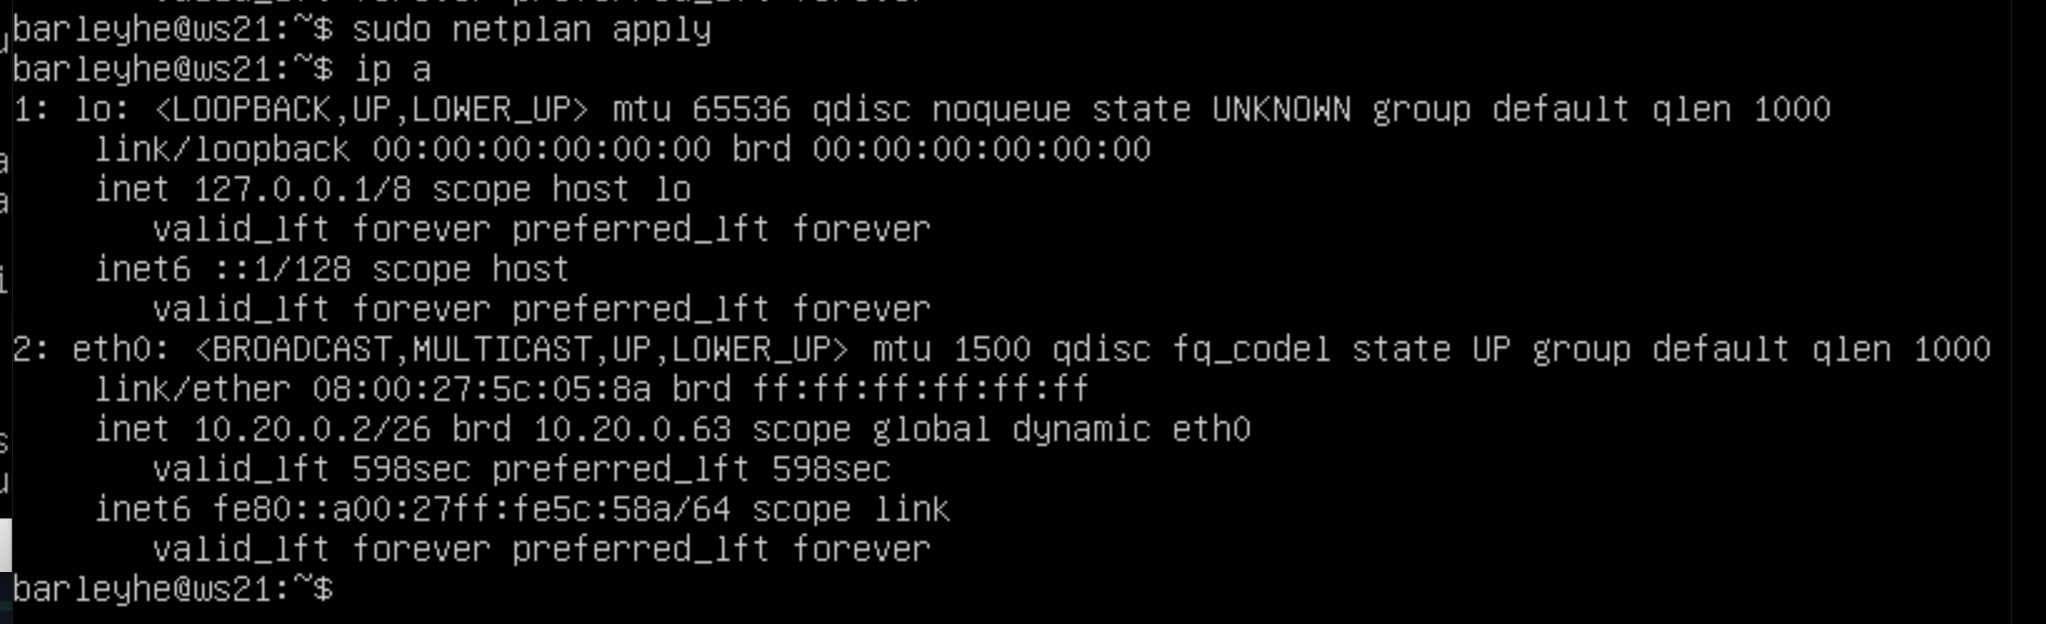 barleyhe@ws21:~$ sudo netplan apply
barleyhe@ws21:~$ ip a
1: lo: <LOOPBACK,UP,LOWER_UP> mtu 65536 qdisc noqueue state UNKNOWN group default qlen 1000
    link/loopback 00:00:00:00:00:00 brd 00:00:00:00:00:00
    inet 127.0.0.1/8 scope host lo
       valid_lft forever preferred_lft forever
    inet6 ::1/128 scope host
       valid_lft forever preferred_lft forever
2: eth0: <BROADCAST,MULTICAST,UP,LOWER_UP> mtu 1500 qdisc fq_codel state UP group default qlen 1000
    link/ether 08:00:27:5c:05:8a brd ff:ff:ff:ff:ff:ff
    inet 10.20.0.2/26 brd 10.20.0.63 scope global dynamic eth0
       valid_lft 598sec preferred_lft 598sec
    inet6 fe80::a00:27ff:fe5c:58a/64 scope link
       valid_lft forever preferred_lft forever
barleyhe@ws21:~$